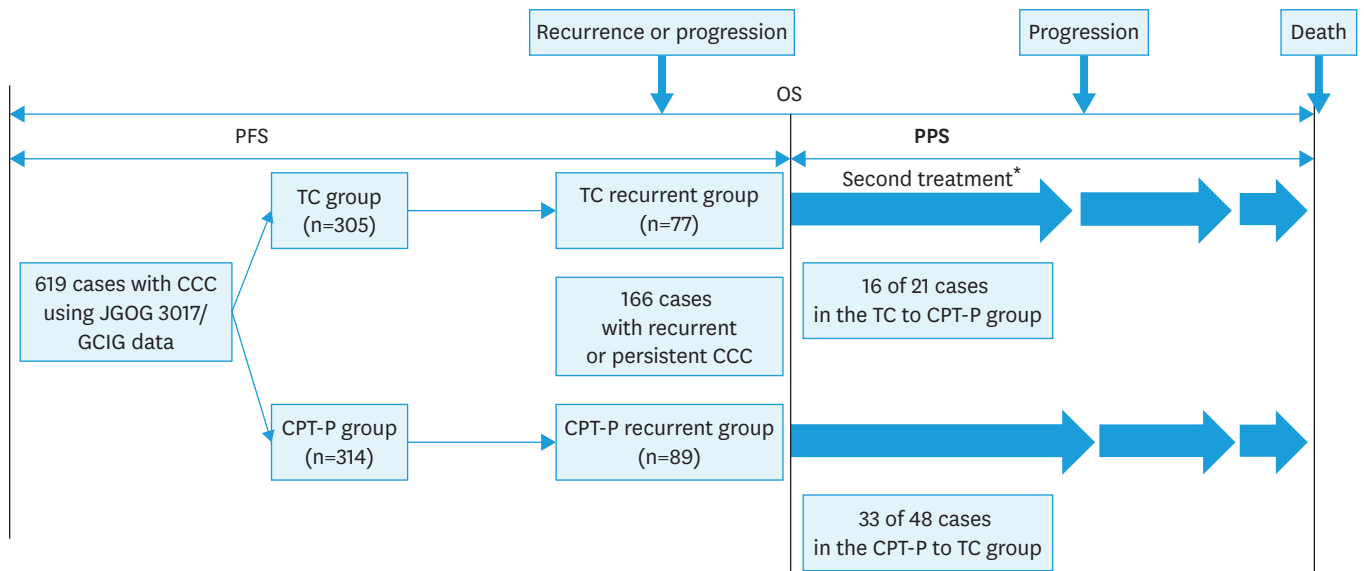 Recurrence or progression
Progression
Death
OS
PFS
PPS
TC group
(n=305)
TC recurrent group
(n=77)
Second treatment*
619 cases with CCC
using JGOG 3017/
GCIG data
166 cases
with recurrent
or persistent CCC
16 of 21 cases
in the TC to CPT-P group
CPT-P group
(n=314)
CPT-P recurrent group
(n=89)
33 of 48 cases
in the CPT-P to TC group